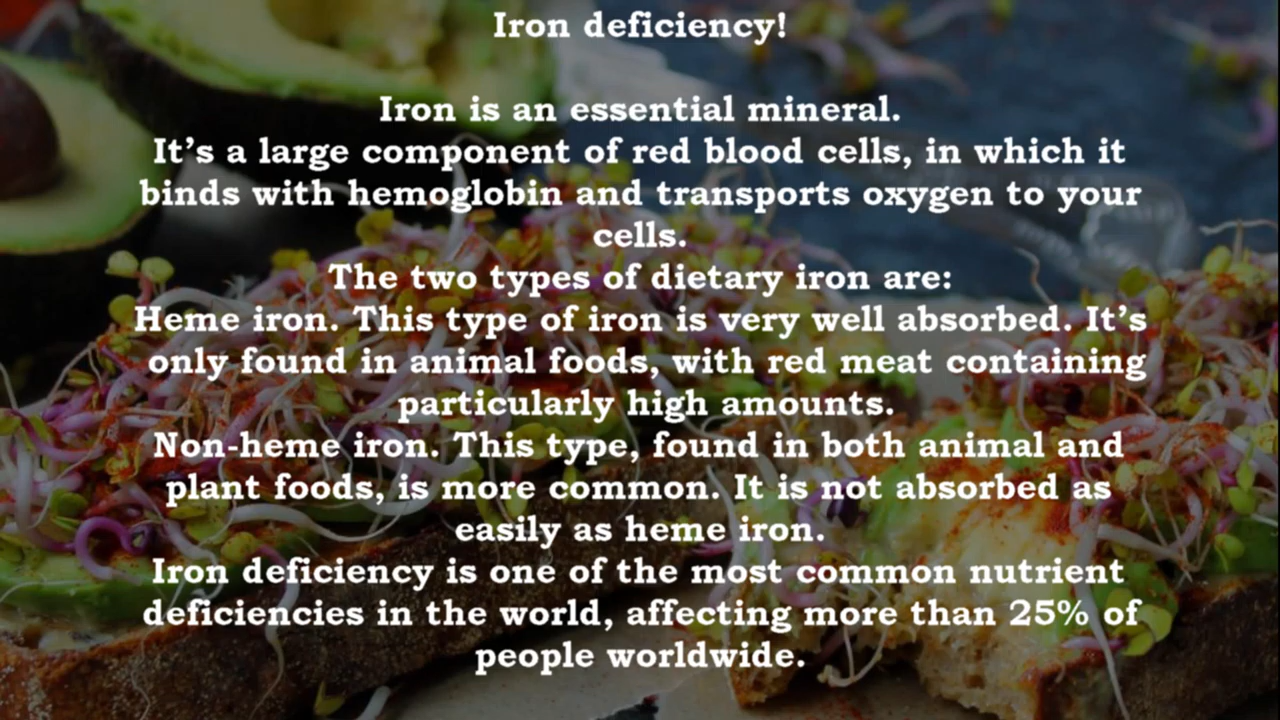 Iron deficiency!
Iron is an essential mineral.
It’s a large component of red blood cells, in which it
binds with hemoglobin and transports oxygen to your
cells.
The two types of dietary iron are:
Heme iron. This type of iron is very well absorbed. It’s
only found in animal foods, with red meat containing
particularly high amounts.
Non-heme iron. This type, found in both animal and
plant foods, is more common. It is not absorbed as
easily as heme iron.
Iron deficiency is one of the most common nutrient
deficiencies in the world, affecting more than 25% of
people worldwide.